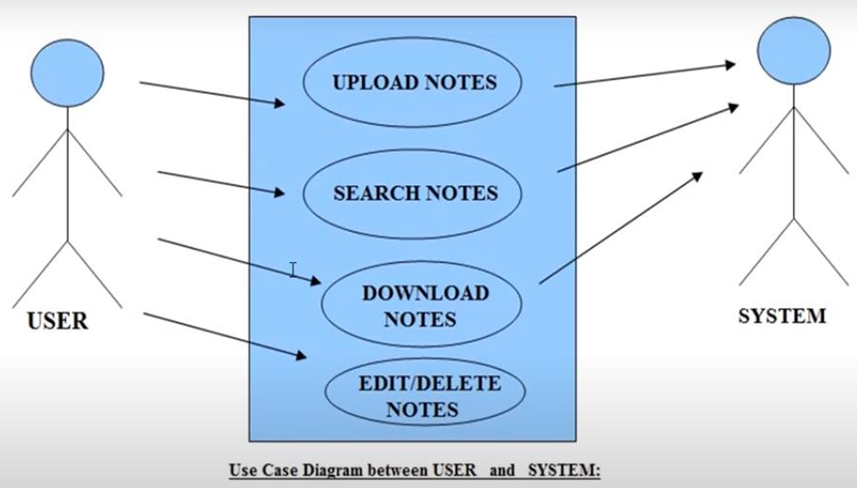 UPLOAD NOTES
SEARCH NOTES
DOWNLOAD
NOTES
USER
SYSTEM
EDIT/DELETE
NOTES
Use Case Diagram between USER and SYSTEM: